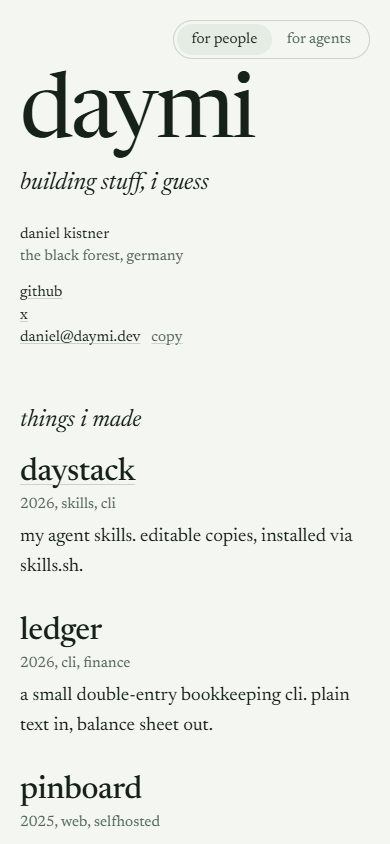 for people for agents
daymi
building stuff, i guess
daniel kistner
the black forest, germany
github
x
daniel@daymi.dev copy
things i made
daystack
2026, skills, cli
my agent skills. editable copies, installed via
skills.sh.
ledger
2026, cli, finance
a small double-entry bookkeeping cli. plain
text in, balance sheet out.
pinboard
2025, web, selfhosted